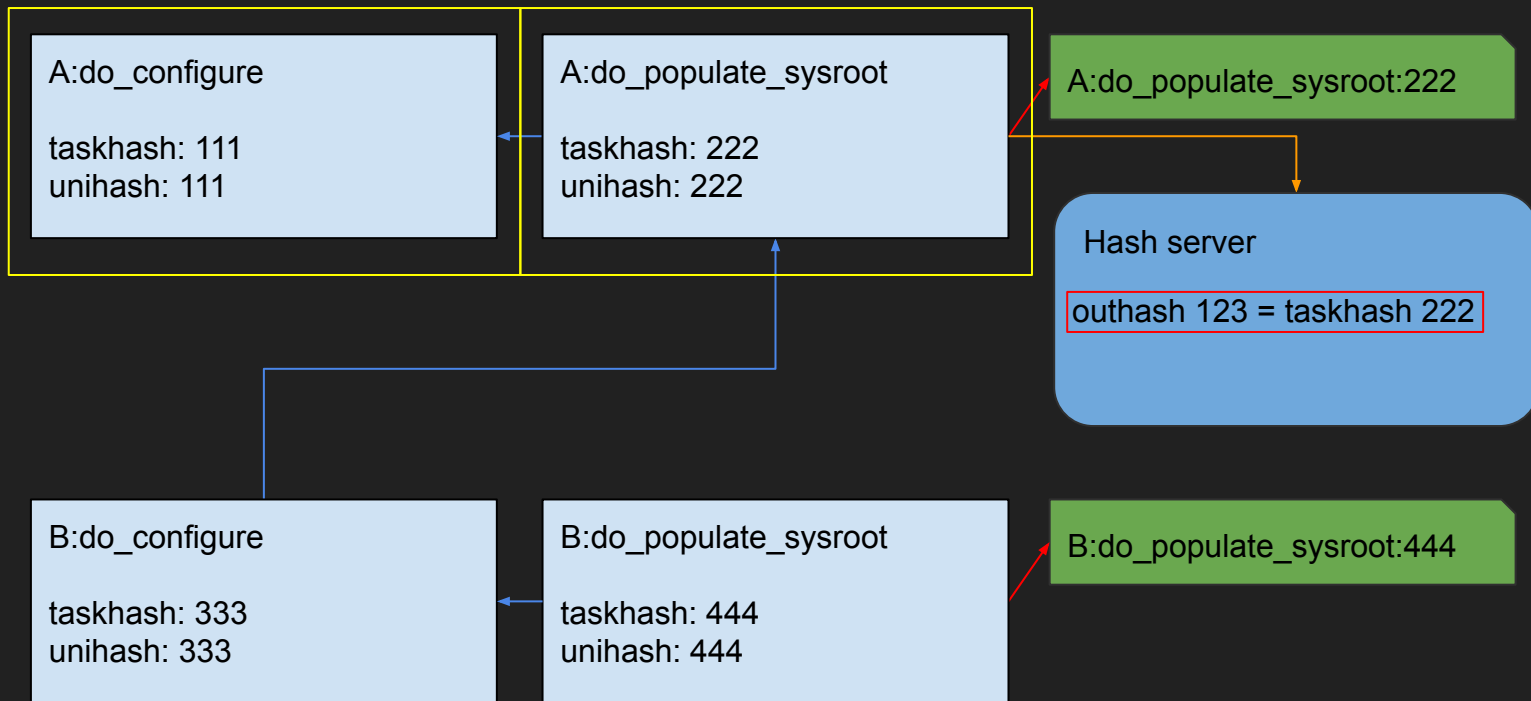 A:do_configure
taskhash: 111
unihash: 111
A:do_populate_sysroot
taskhash: 222
unihash: 222
A:do_populate_sysroot:222
Hash server
outhash 123 = taskhash 222
B:do_configure
taskhash: 333
unihash: 333
B:do_populate_sysroot
taskhash: 444
unihash: 444
B:do_populate_sysroot:444